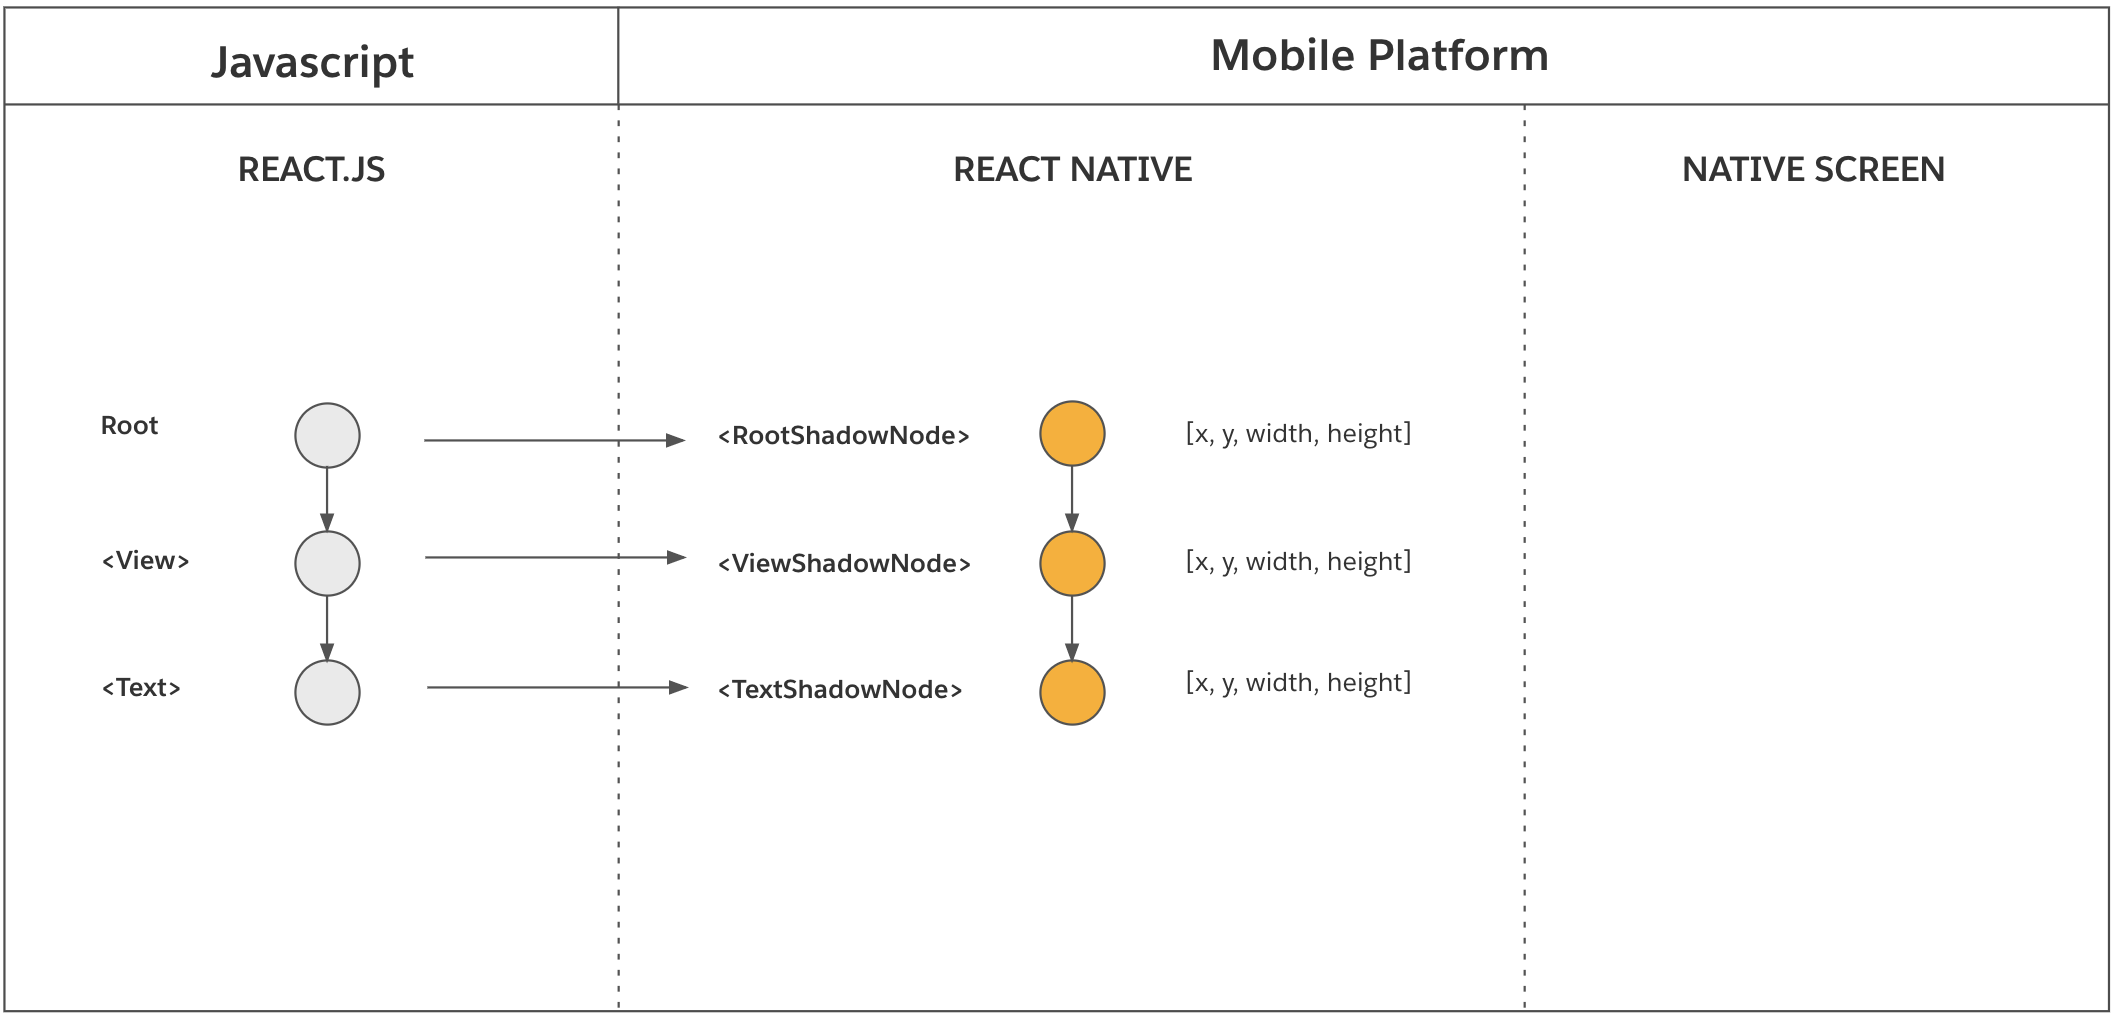 Javascript
Mobile Platform
REACT.JS
REACT NATIVE
NATIVE SCREEN
Root
<RootShadowNode>
[x, y, width, height]
<View>
<ViewShadowNode>
[x, y, width, height]
<Text>
<TextShadowNode>
[x, y, width, height]